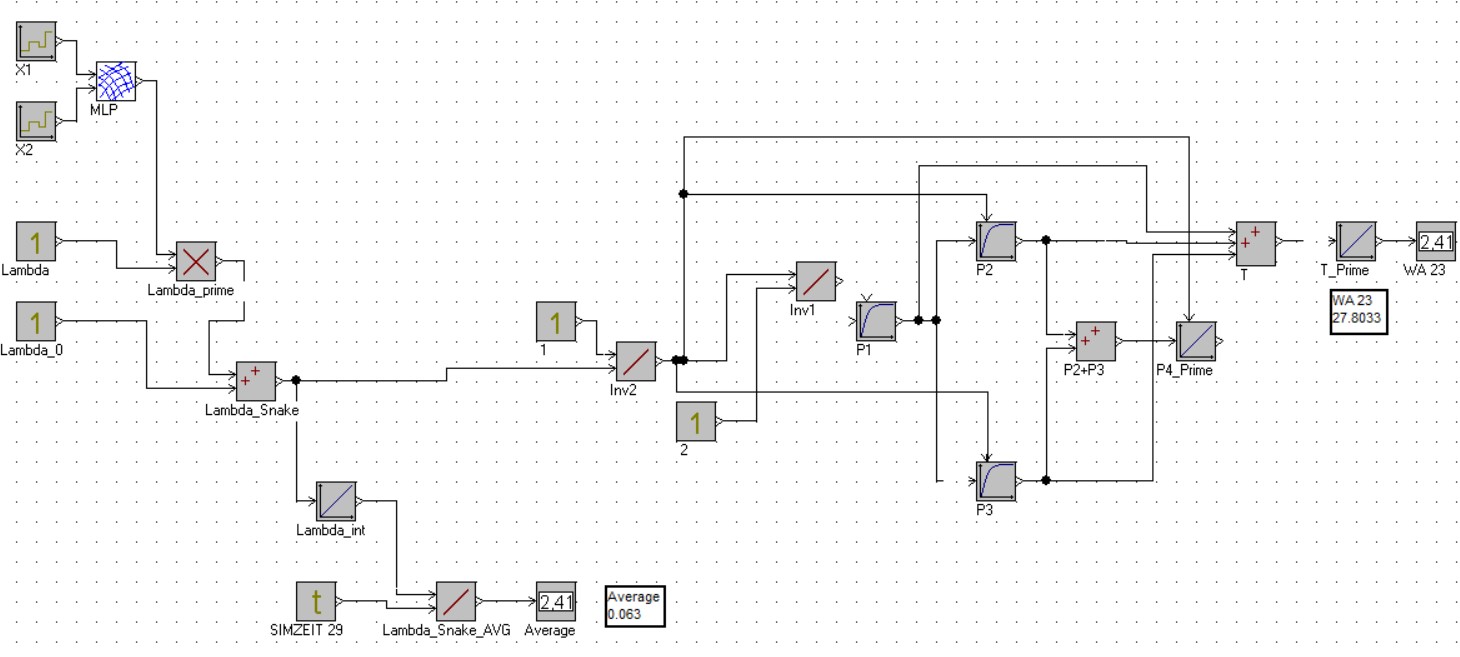 X1
MLP
X2
1
Lambda
Lambda_prime
1
Lambda_0
Lambda_Snake
Lambda_int
t
SIMZEIT 29
Lambda_Snake_AVG
2,41
Average
Average
0.063
1
1
Inv2
1
2
Inv1
P1
P2
P3
P2+P3
P4_Prime
T
T_Prime
2,41
WA 23
WA 23
27.8033